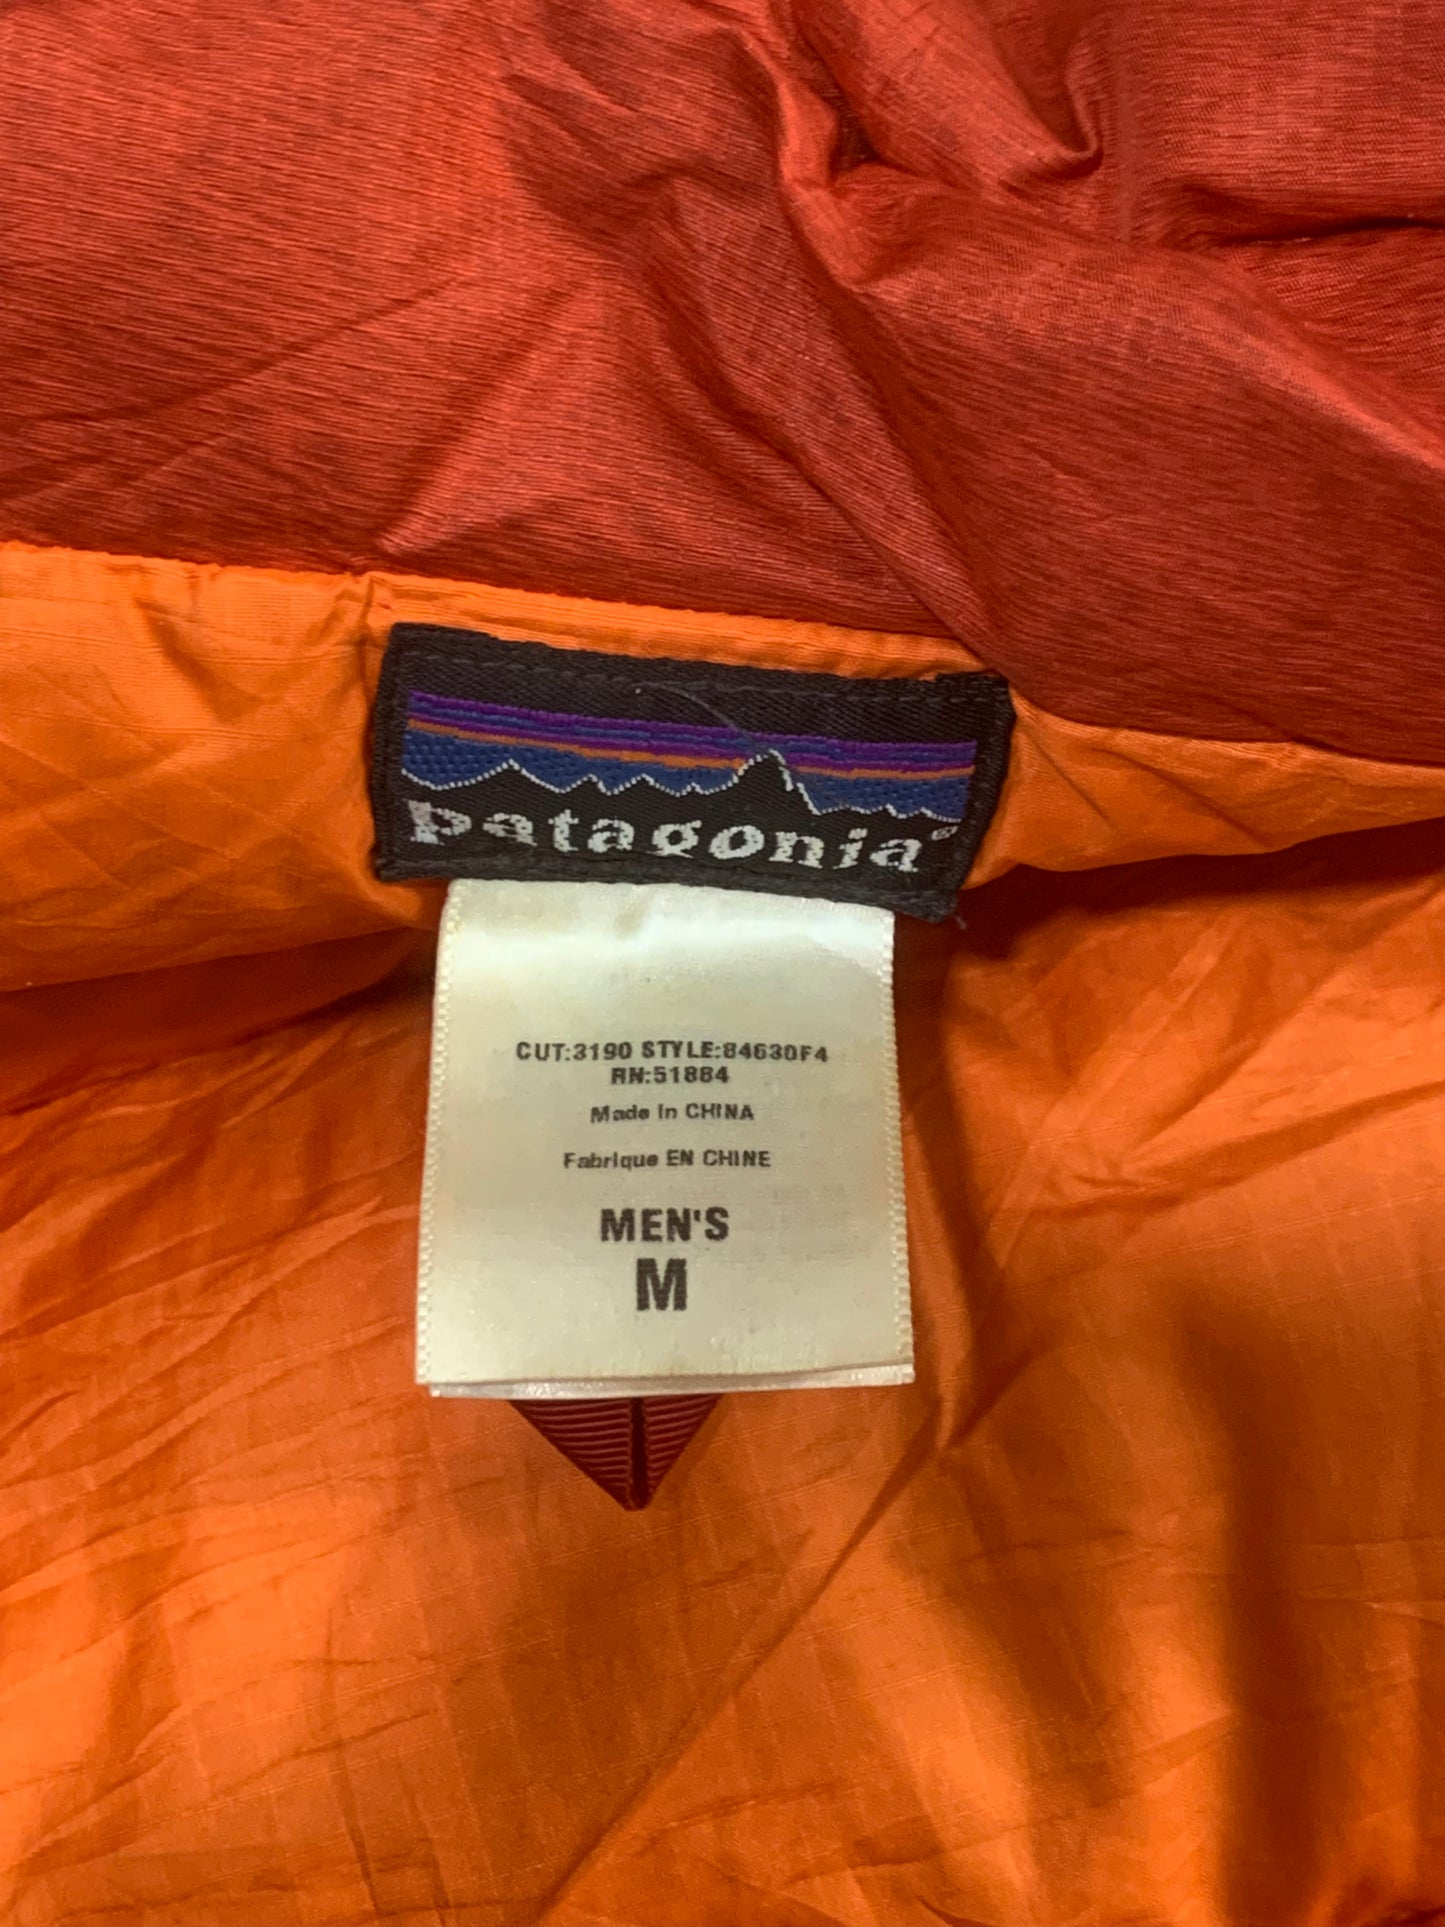 patagonia®
CUT:3190 STYLE:84630F4
RN:51884
Made in CHINA
Fabrique EN CHINE
MEN'S
M